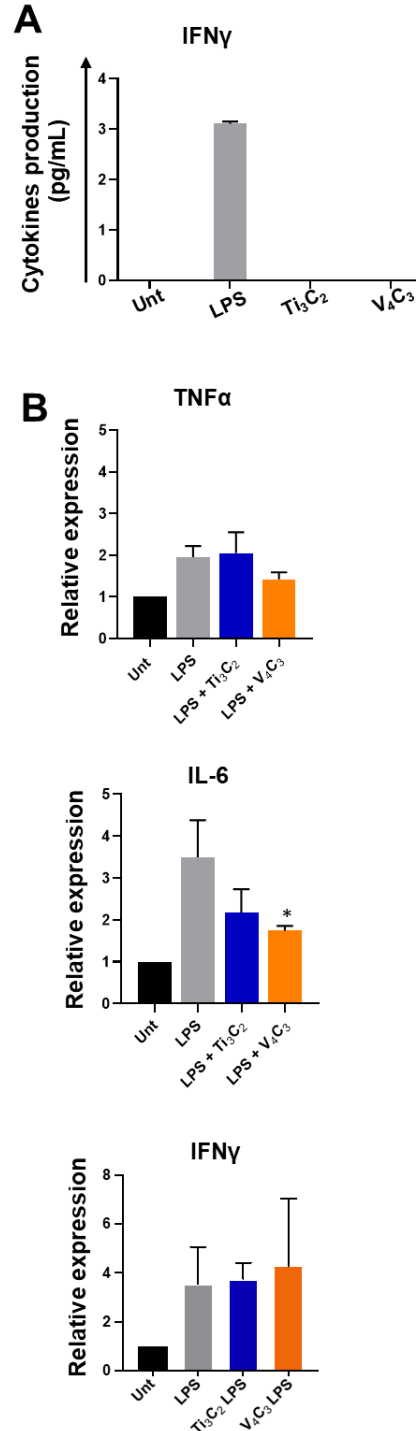 A
IFNγ
Cytokines production
(pg/mL)
4
3
2
1
0
Unt
LPS
Ti₃C₂
V₄C₃
B
TNFα
Relative expression
5
4
3
2
1
0
Unt
LPS
LPS + Ti₃C₂
LPS + V₄C₃
IL-6
Relative expression
5
4
3
2
1
0
*
Unt
LPS
LPS + Ti₃C₂
LPS + V₄C₃
IFNγ
Relative expression
8
6
4
2
0
Unt
LPS
Ti₃C₂ LPS
V₄C₃ LPS